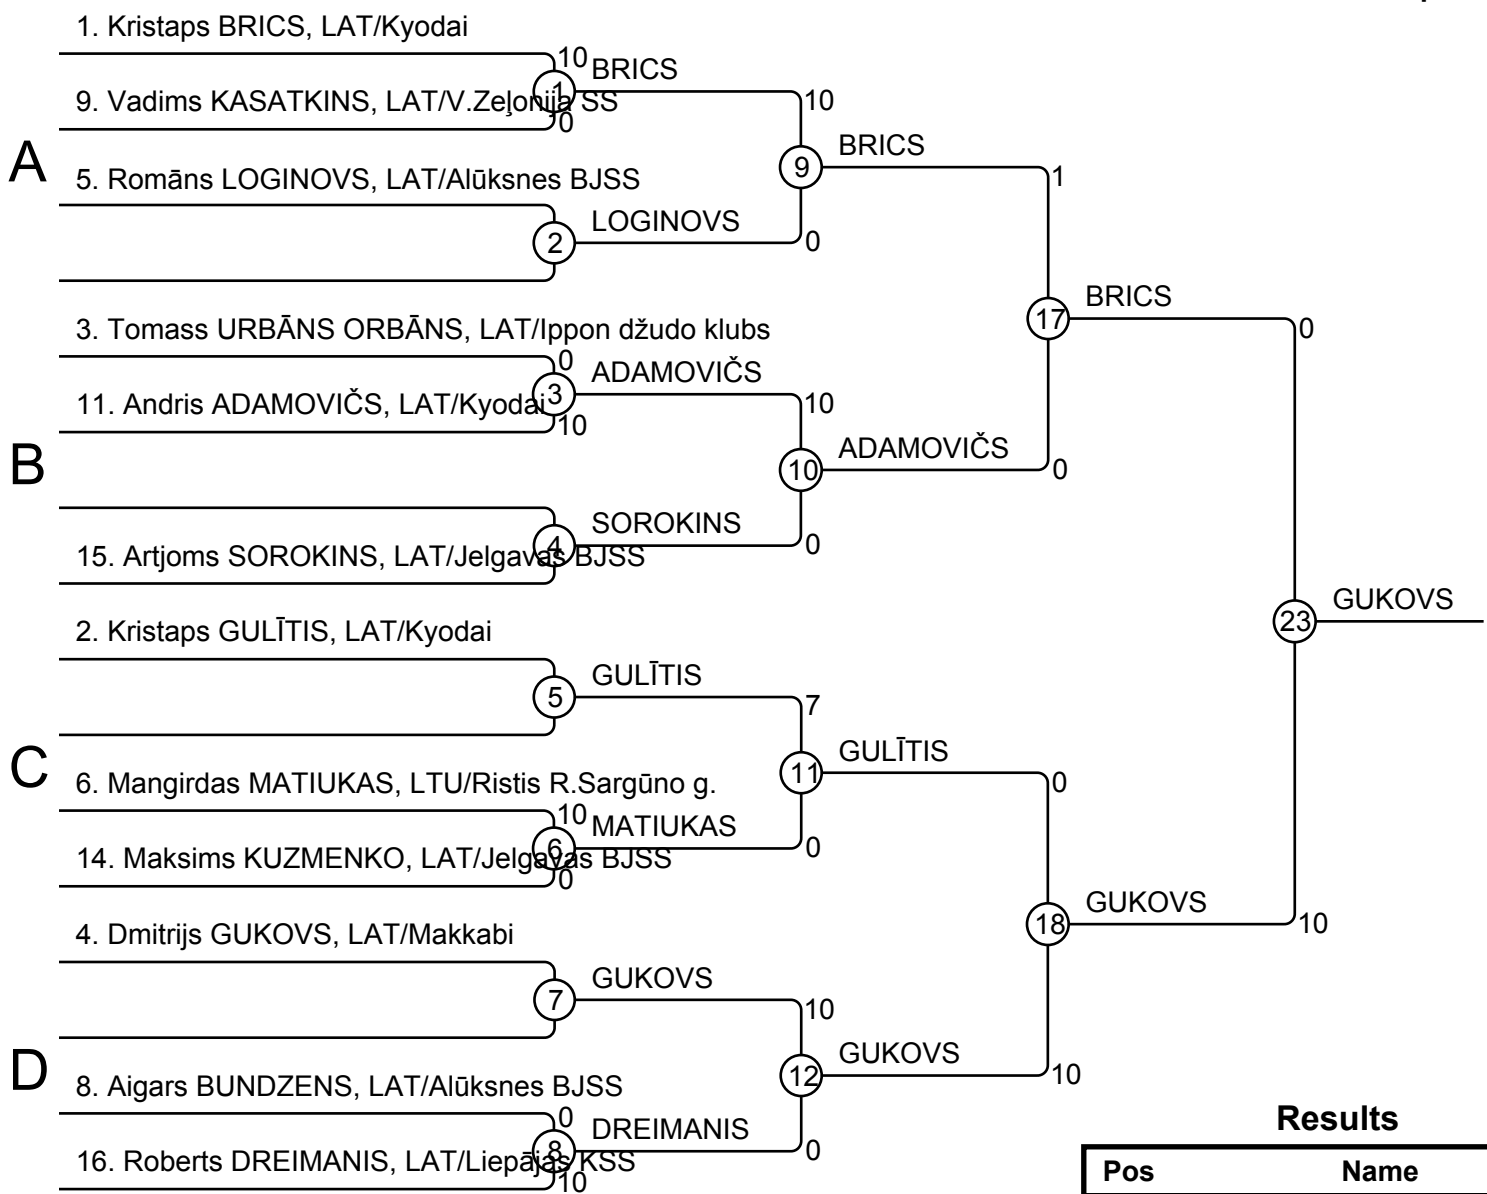 1. Kristaps BRICS, LAT/Kyodai
10
BRICS
1
9. Vadims KASATKINS, LAT/V.Zeļonija SS
0
10
A
9
BRICS
5. Romāns LOGINOVS, LAT/Alūksnes BJSS
1
2
LOGINOVS
0
3. Tomass URBĀNS ORBĀNS, LAT/Ippon džudo klubs
17
BRICS
0
0
3
ADAMOVIČS
11. Andris ADAMOVIČS, LAT/Kyodai
10
10
B
10
ADAMOVIČS
0
4
SOROKINS
0
15. Artjoms SOROKINS, LAT/Jelgavas BJSS
23
GUKOVS
2. Kristaps GULĪTIS, LAT/Kyodai
5
GULĪTIS
7
C
11
GULĪTIS
0
6. Mangirdas MATIUKAS, LTU/Ristis R.Sargūno g.
10
6
MATIUKAS
0
14. Maksims KUZMENKO, LAT/Jelgavas BJSS
0
18
GUKOVS
10
4. Dmitrijs GUKOVS, LAT/Makkabi
7
GUKOVS
10
D
12
GUKOVS
10
8. Aigars BUNDZENS, LAT/Alūksnes BJSS
0
8
DREIMANIS
0
16. Roberts DREIMANIS, LAT/Liepājas KSS
10
Results
Pos Name